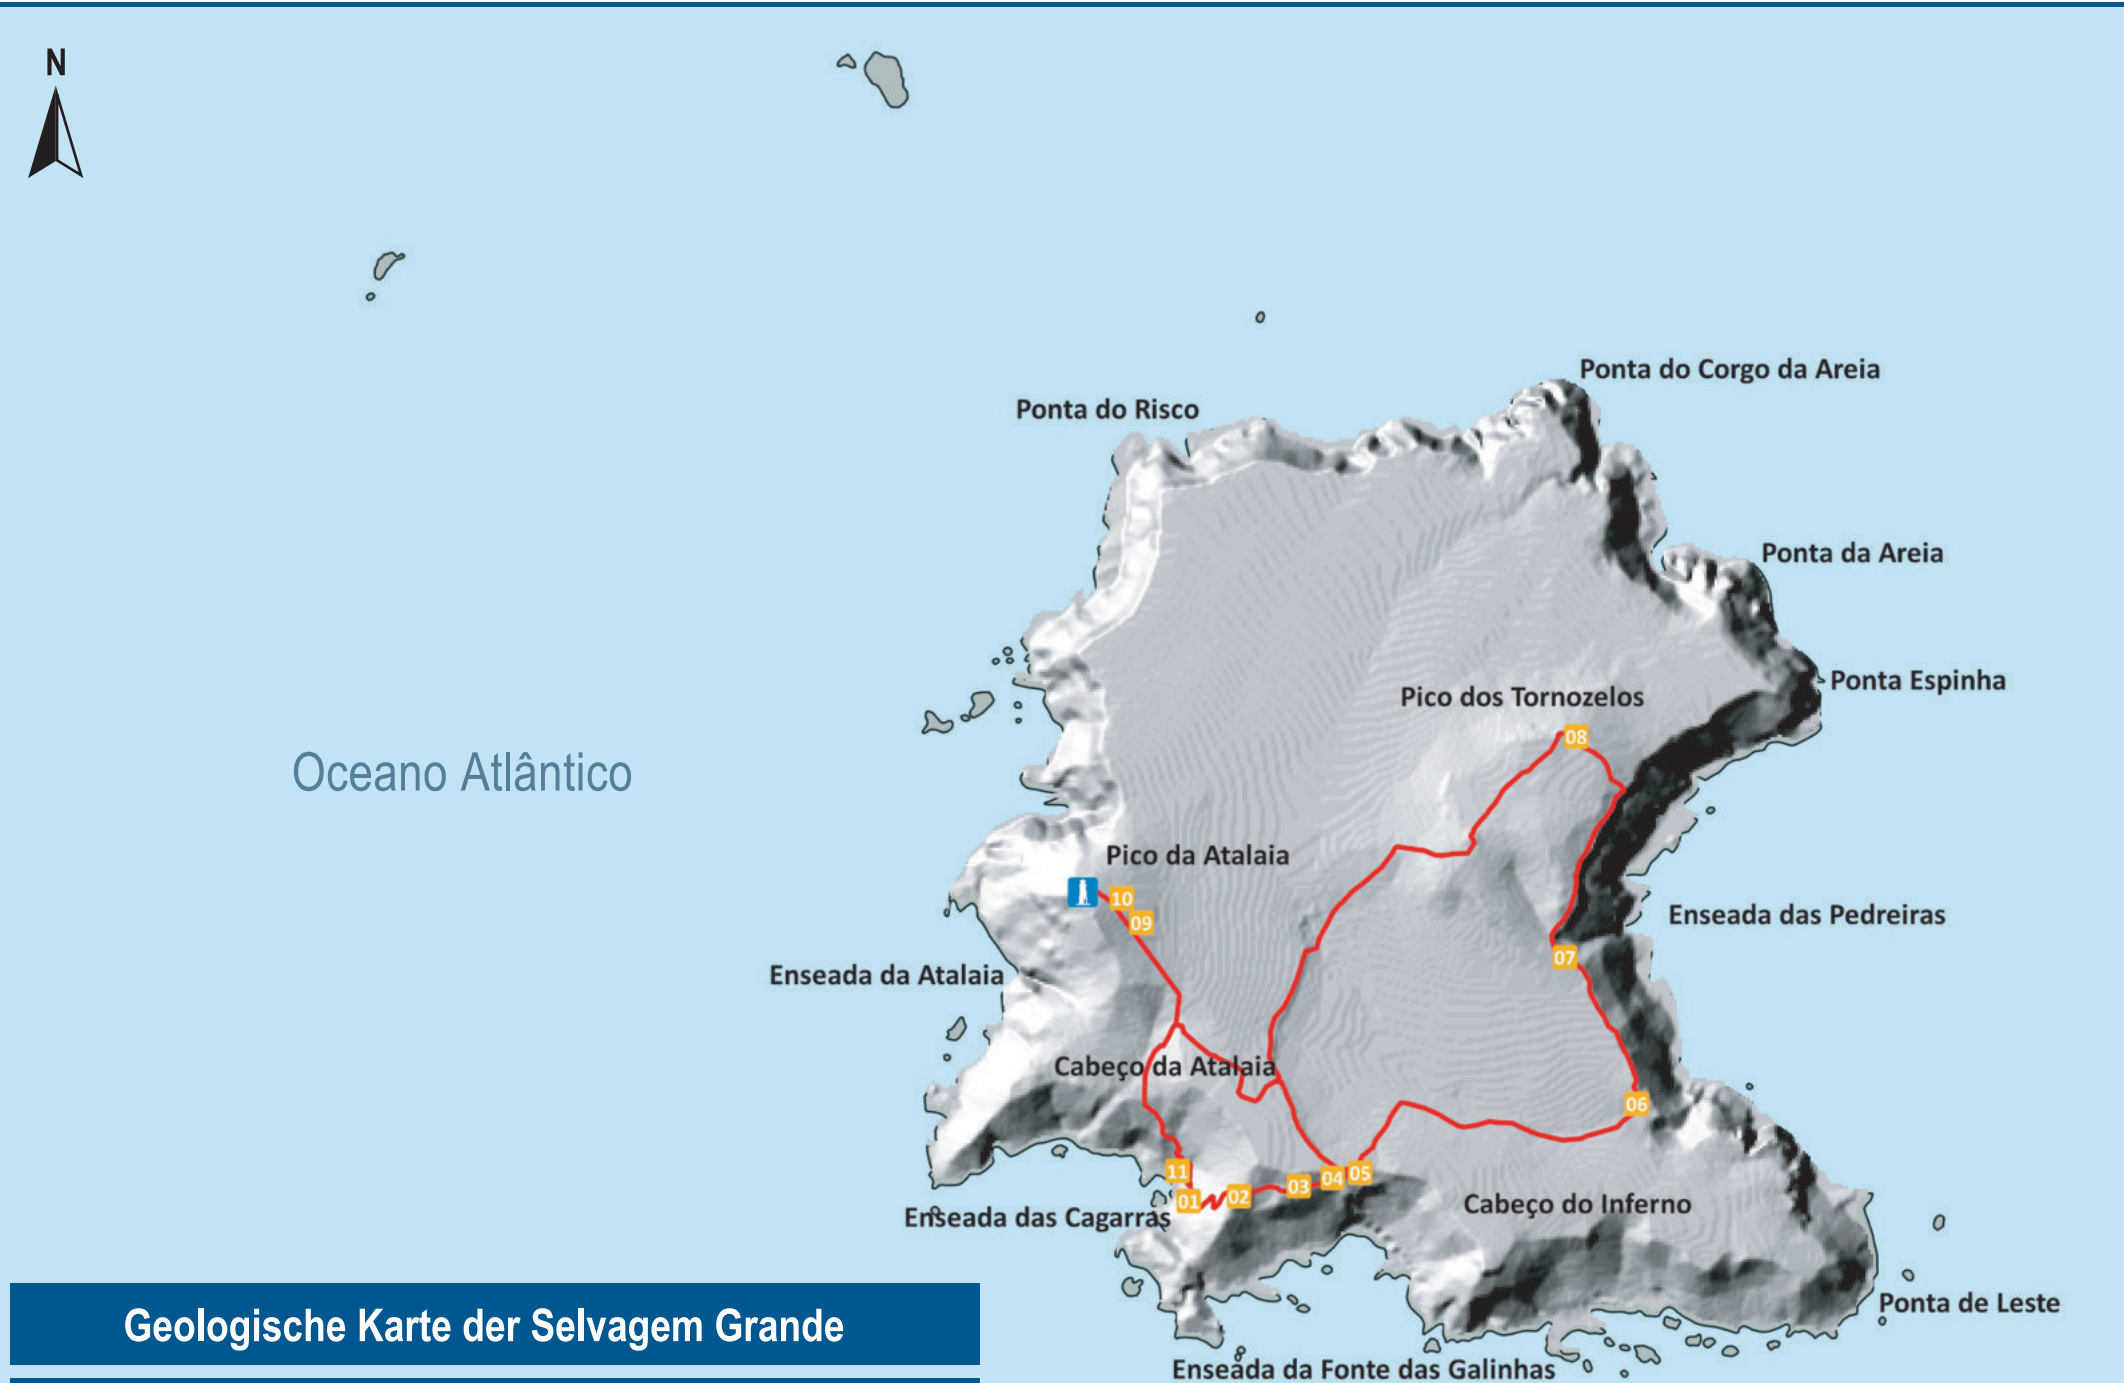 N
Ponta do Corgo da Areia
Ponta do Risco
Ponta da Areia
Ponta Espinha
Pico dos Tornozelos
08
Oceano Atlântico
Pico da Atalaia
10
09
Enseada das Pedreiras
07
Enseada da Atalaia
Cabeço da Atalaia
06
11
05
04
03
02
01
Cabeço do Inferno
Enseada das Cagarras
Ponta de Leste
Geologische Karte der Selvagem Grande
Enseada da Fonte das Galinhas